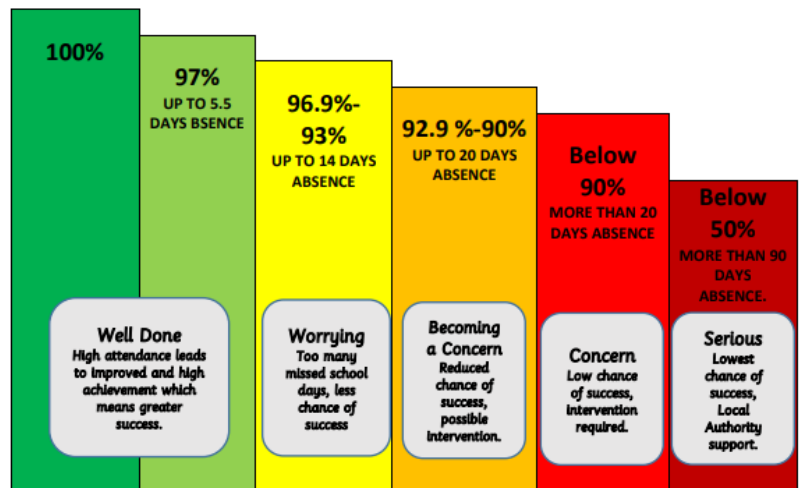 100%
97%
UP TO 5.5
DAYS BSENCE
96.9%-
93%
UP TO 14 DAYS
ABSENCE
92.9 %-90%
UP TO 20 DAYS
ABSENCE
Below
90%
MORE THAN 20
DAYS ABSENCE
Below
50%
MORE THAN 90
DAYS
ABSENCE.
Well Done
High attendance leads
to improved and high
achievement which
means greater
success.
Worrying
Too many
missed school
days, less
chance of
success
Becoming
a Concern
Reduced
chance of
success,
possible
intervention.
Concern
Low chance
of success,
intervention
required.
Serious
Lowest
chance of
success,
Local
Authority
support.